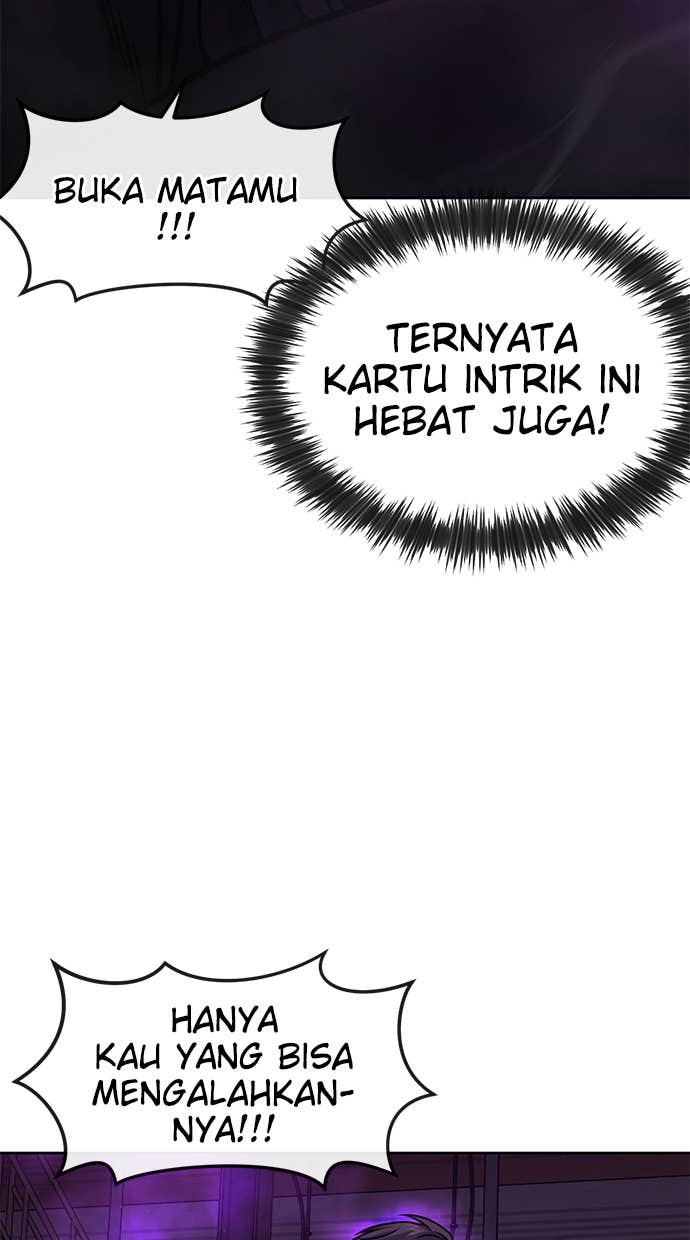 BUKA MATAMU
!!!
TERNYATA
KARTU INTRIK INI
HEBAT JUGA!
HANYA
KAU YANG BISA
MENGALAHKAN-
NYA!!!